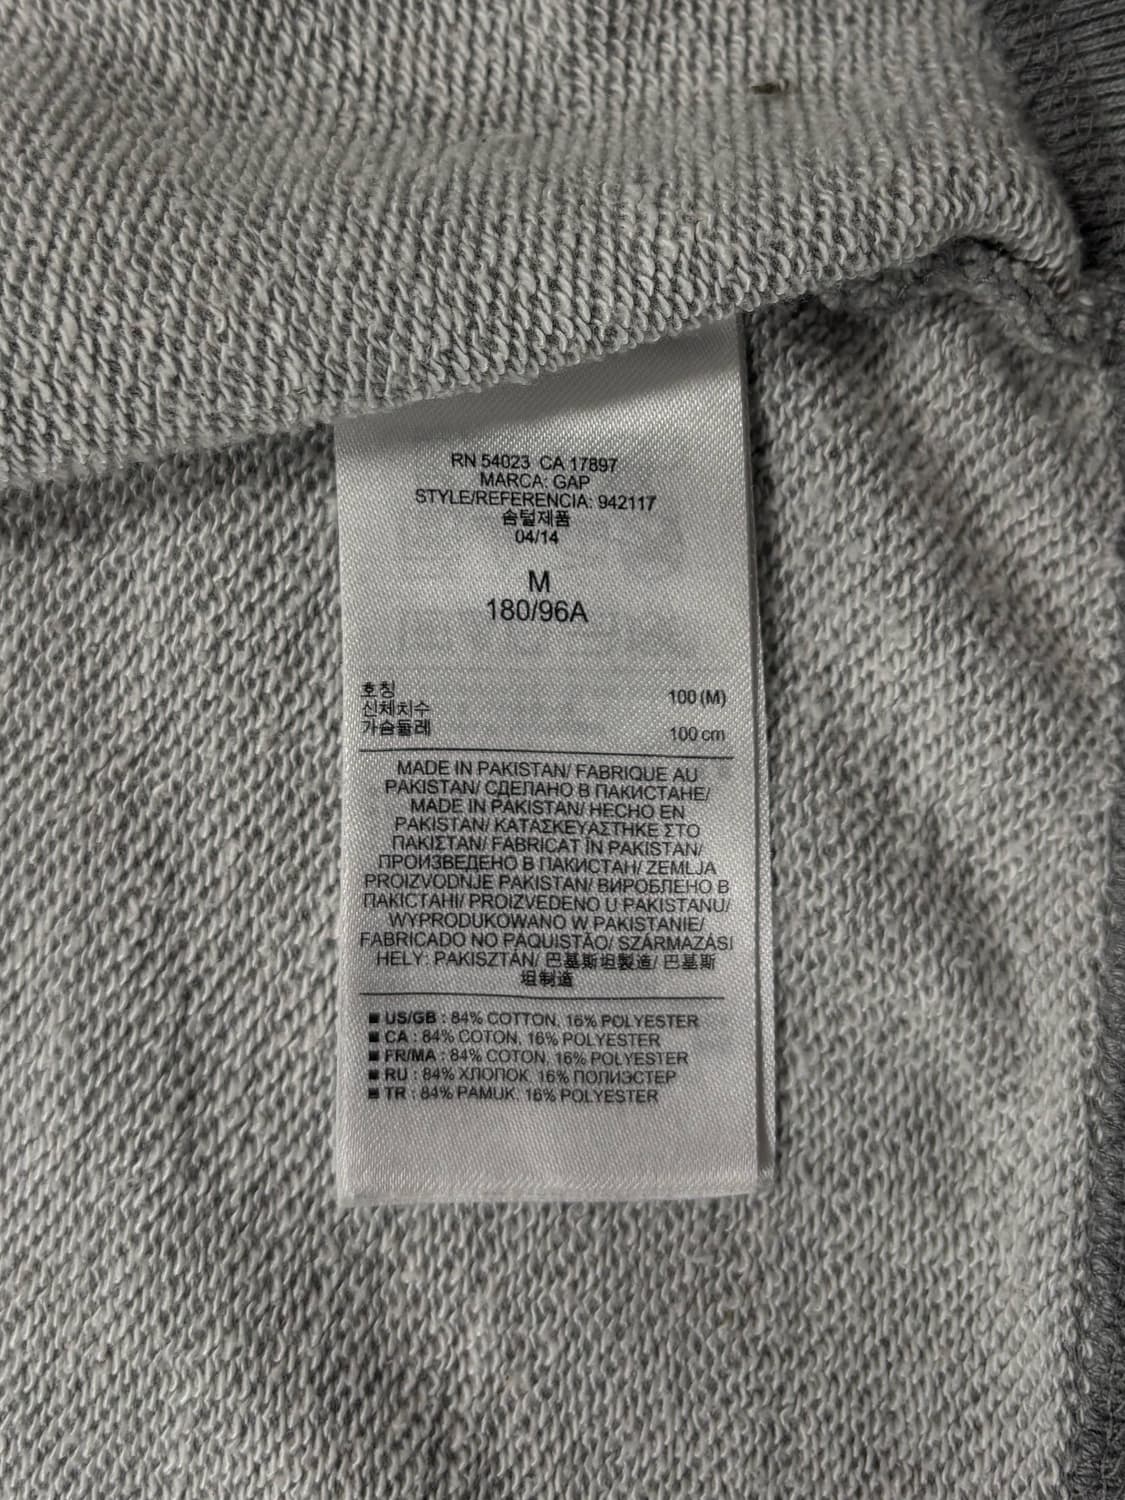 RN 54023 CA 17897
MARCA: GAP
STYLE/REFERENCIA: 942117
솜털제품
04/14
M
180/96A
호칭 100 (M)
신체치수
가슴둘레 100 cm
MADE IN PAKISTAN/ FABRIQUE AU
PAKISTAN/ СДЕЛАНО В ПАКИСТАНЕ/
MADE IN PAKISTAN/ HECHO EN
PAKISTAN/ ΚΑΤΑΣΚΕΥΑΣΤΗΚΕ ΣΤΟ
ΠΑΚΙΣΤΑΝ/ FABRICAT ÎN PAKISTAN/
ПРОИЗВЕДЕНО В ПАКИСТАН/ ZEMLJA
PROIZVODNJE PAKISTAN/ ВИРОБЛЕНО В
ПАКІСТАНІ/ PROIZVEDENO U PAKISTANU/
WYPRODUKOWANO W PAKISTANIE/
FABRICADO NO PAQUISTÃO/ SZÁRMAZÁSI
HELY: PAKISZTÁN/ 巴基斯坦製造/ 巴基斯
坦制造
■ US/GB : 84% COTTON, 16% POLYESTER
■ CA : 84% COTON, 16% POLYESTER
■ FR/MA : 84% COTON, 16% POLYESTER
■ RU : 84% ХЛОПОК, 16% ПОЛИЭСТЕР
■ TR : 84% PAMUK, 16% POLYESTER